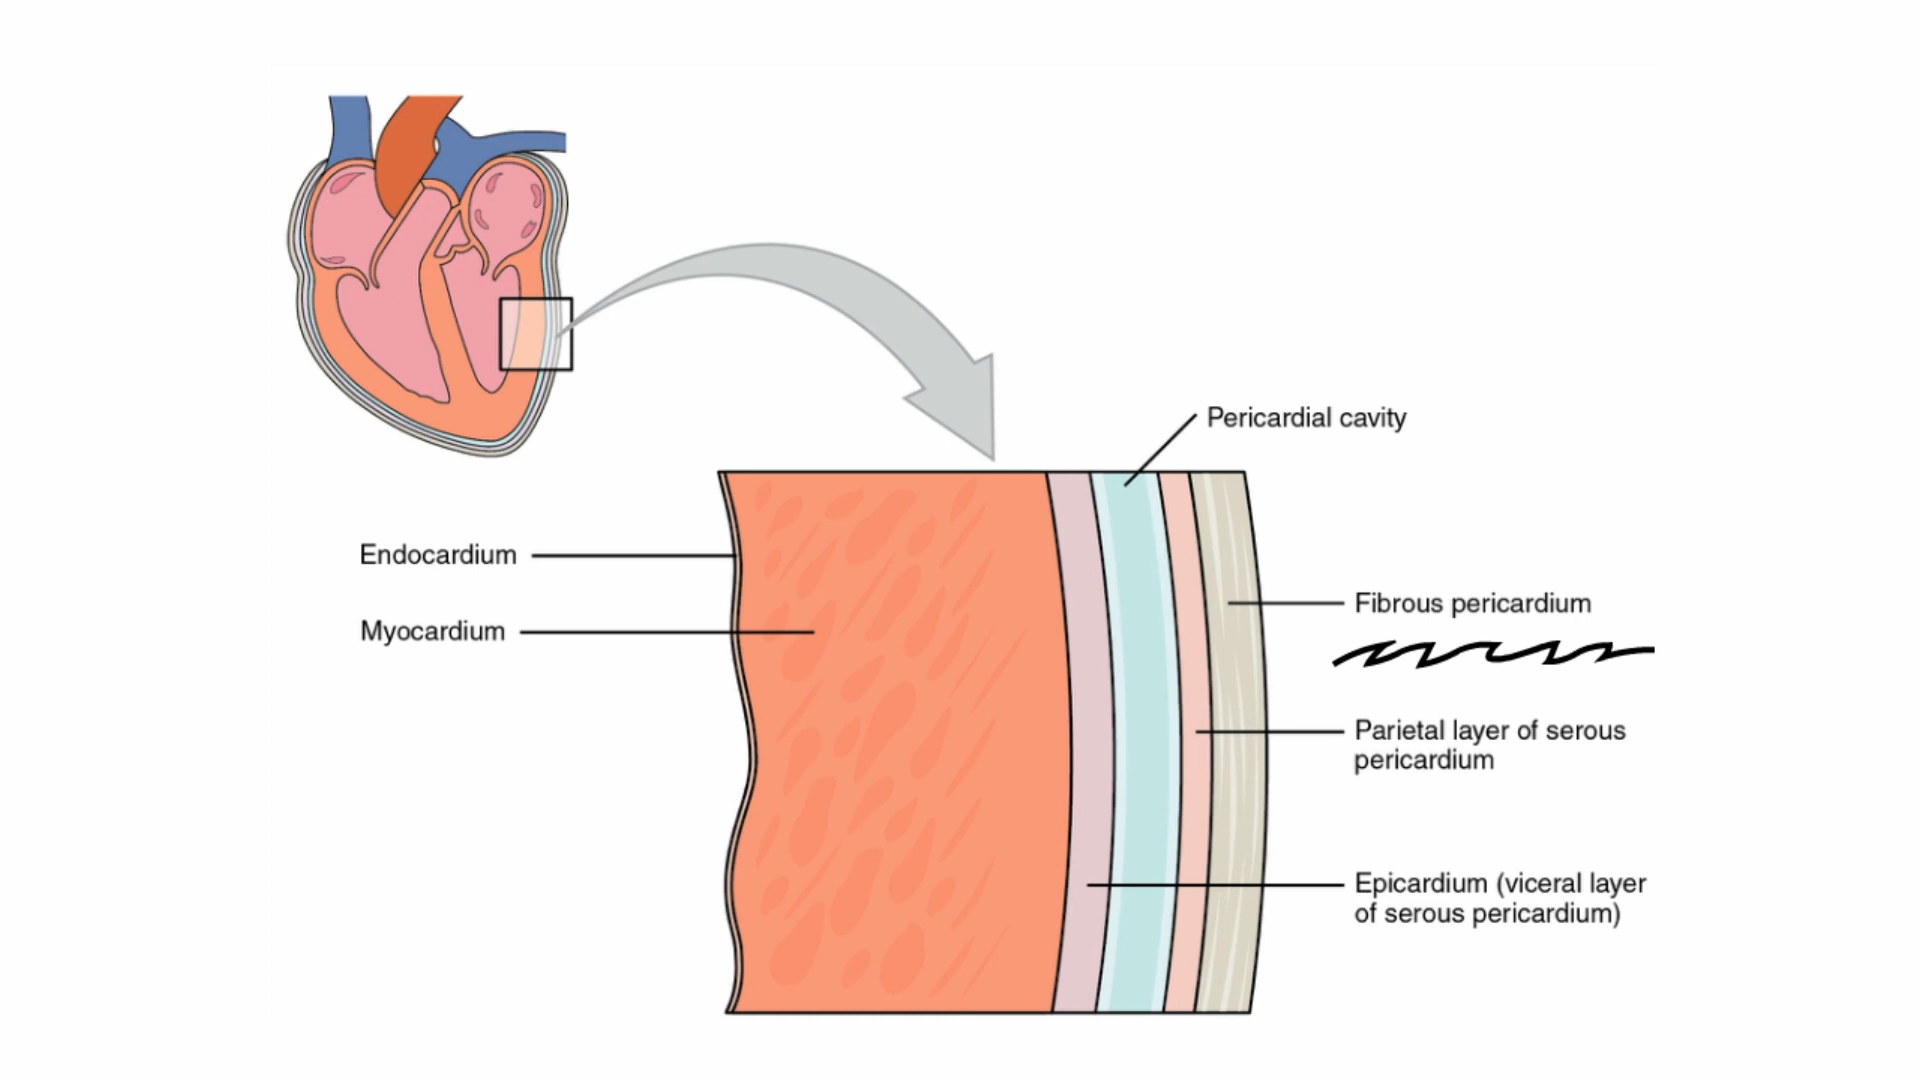 Pericardial cavity
Endocardium
Fibrous pericardium
Myocardium
Parietal layer of serous
pericardium
Epicardium (viceral layer
of serous pericardium)